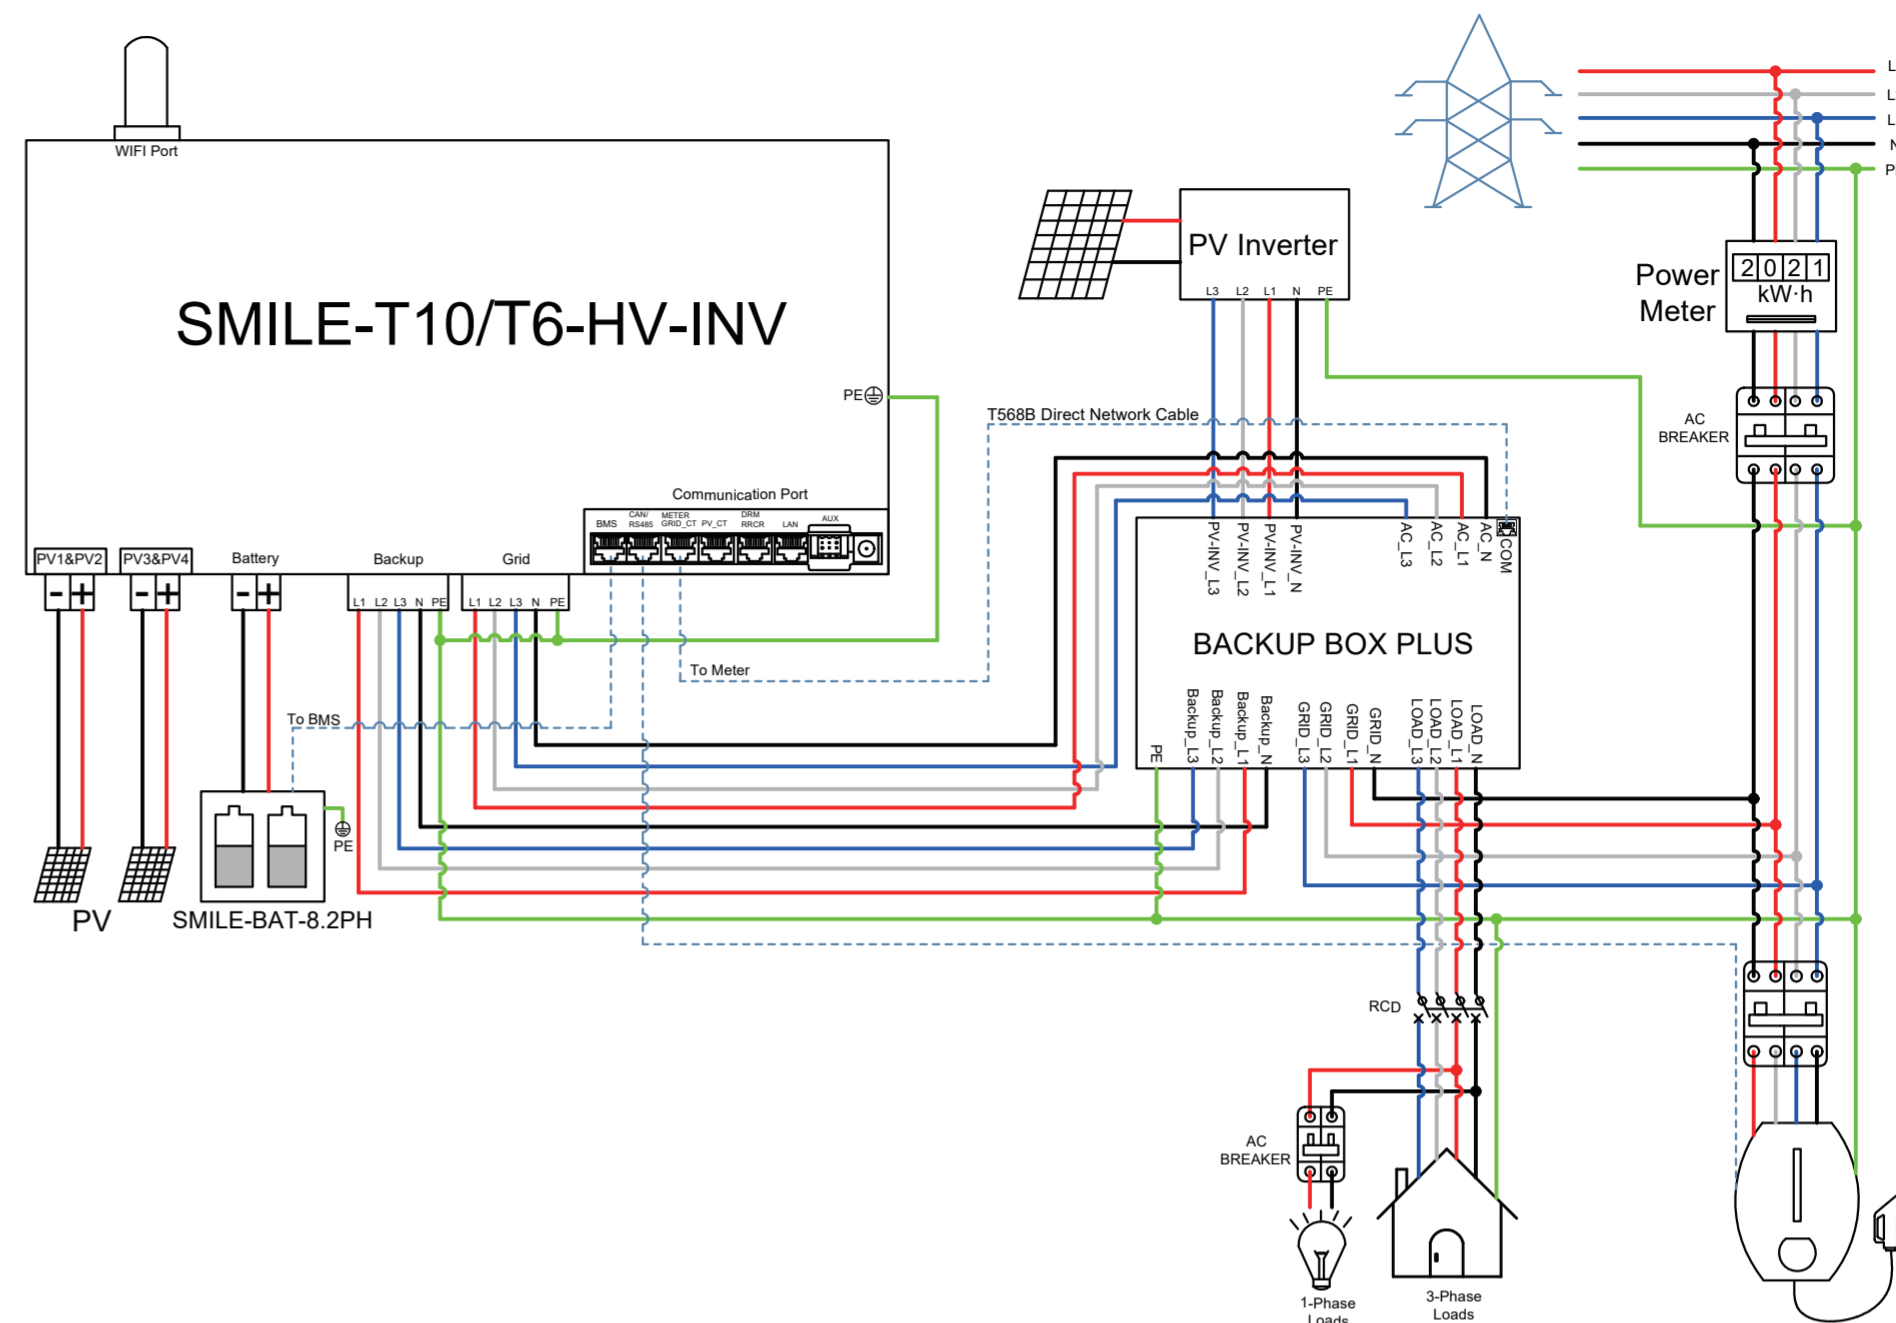 WIFI Port
SMILE-T10/T6-HV-INV
PE
Communication Port
BMS
CAN/
RS485
METER
GRID_CT
PV_CT
DRM
RRCR
LAN
AUX
PV1&PV2
PV3&PV4
Battery
Backup
Grid
- +
- +
- +
L1 L2 L3 N PE
L1 L2 L3 N PE
To Meter
To BMS
PE
PV
SMILE-BAT-8.2PH
T568B Direct Network Cable
PV Inverter
L3 L2 L1 N PE
PV-INV_L3
PV-INV_L2
PV-INV_L1
PV-INV_N
AC_L3
AC_L2
AC_L1
AC_N
COM
BACKUP BOX PLUS
PE
Backup_L3
Backup_L2
Backup_L1
Backup_N
GRID_L3
GRID_L2
GRID_L1
GRID_N
LOAD_L3
LOAD_L2
LOAD_L1
LOAD_N
L
L
L
N
P
Power
Meter
2021
kW·h
AC
BREAKER
RCD
AC
BREAKER
1-Phase
Loads
3-Phase
Loads